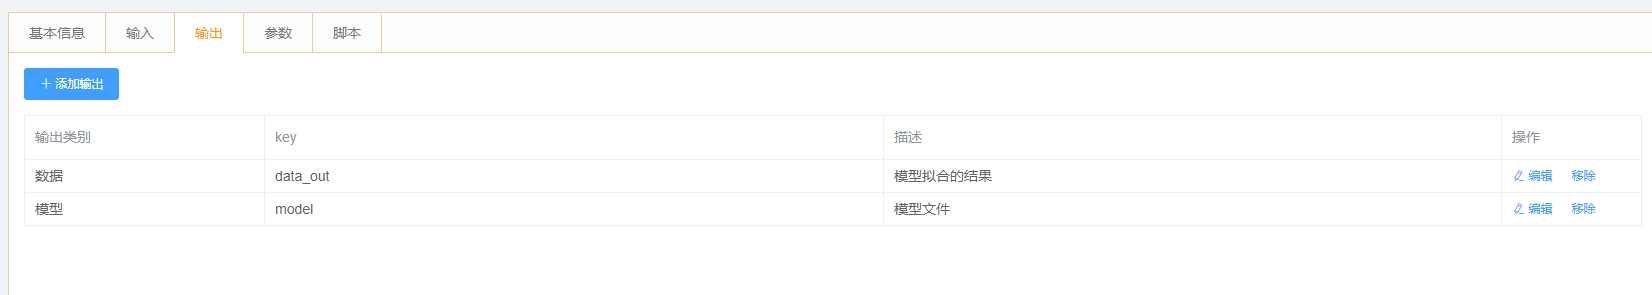 基本信息 输入 输出 参数 脚本
添加输出
输出类别 key 描述 操作
数据 data_out 模型拟合的结果 编辑 移除
模型 model 模型文件 编辑 移除